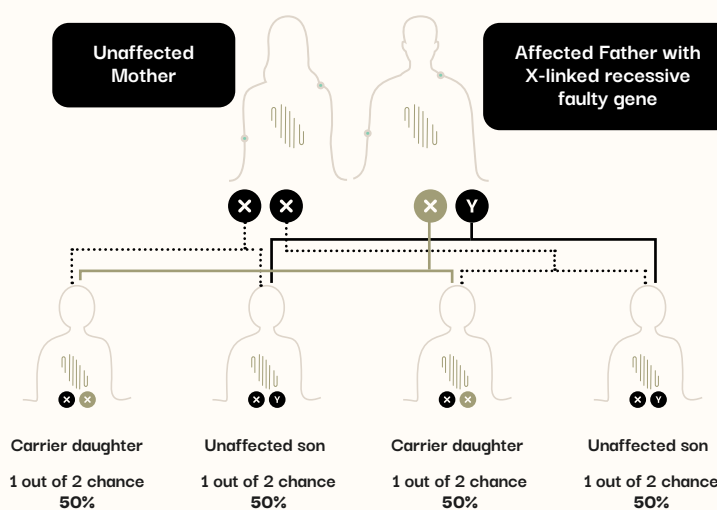 Unaffected
Mother
Affected Father with
X-linked recessive
faulty gene
X X X Y
X X X Y X X X Y
Carrier daughter Unaffected son Carrier daughter Unaffected son
1 out of 2 chance 1 out of 2 chance 1 out of 2 chance 1 out of 2 chance
50% 50% 50% 50%